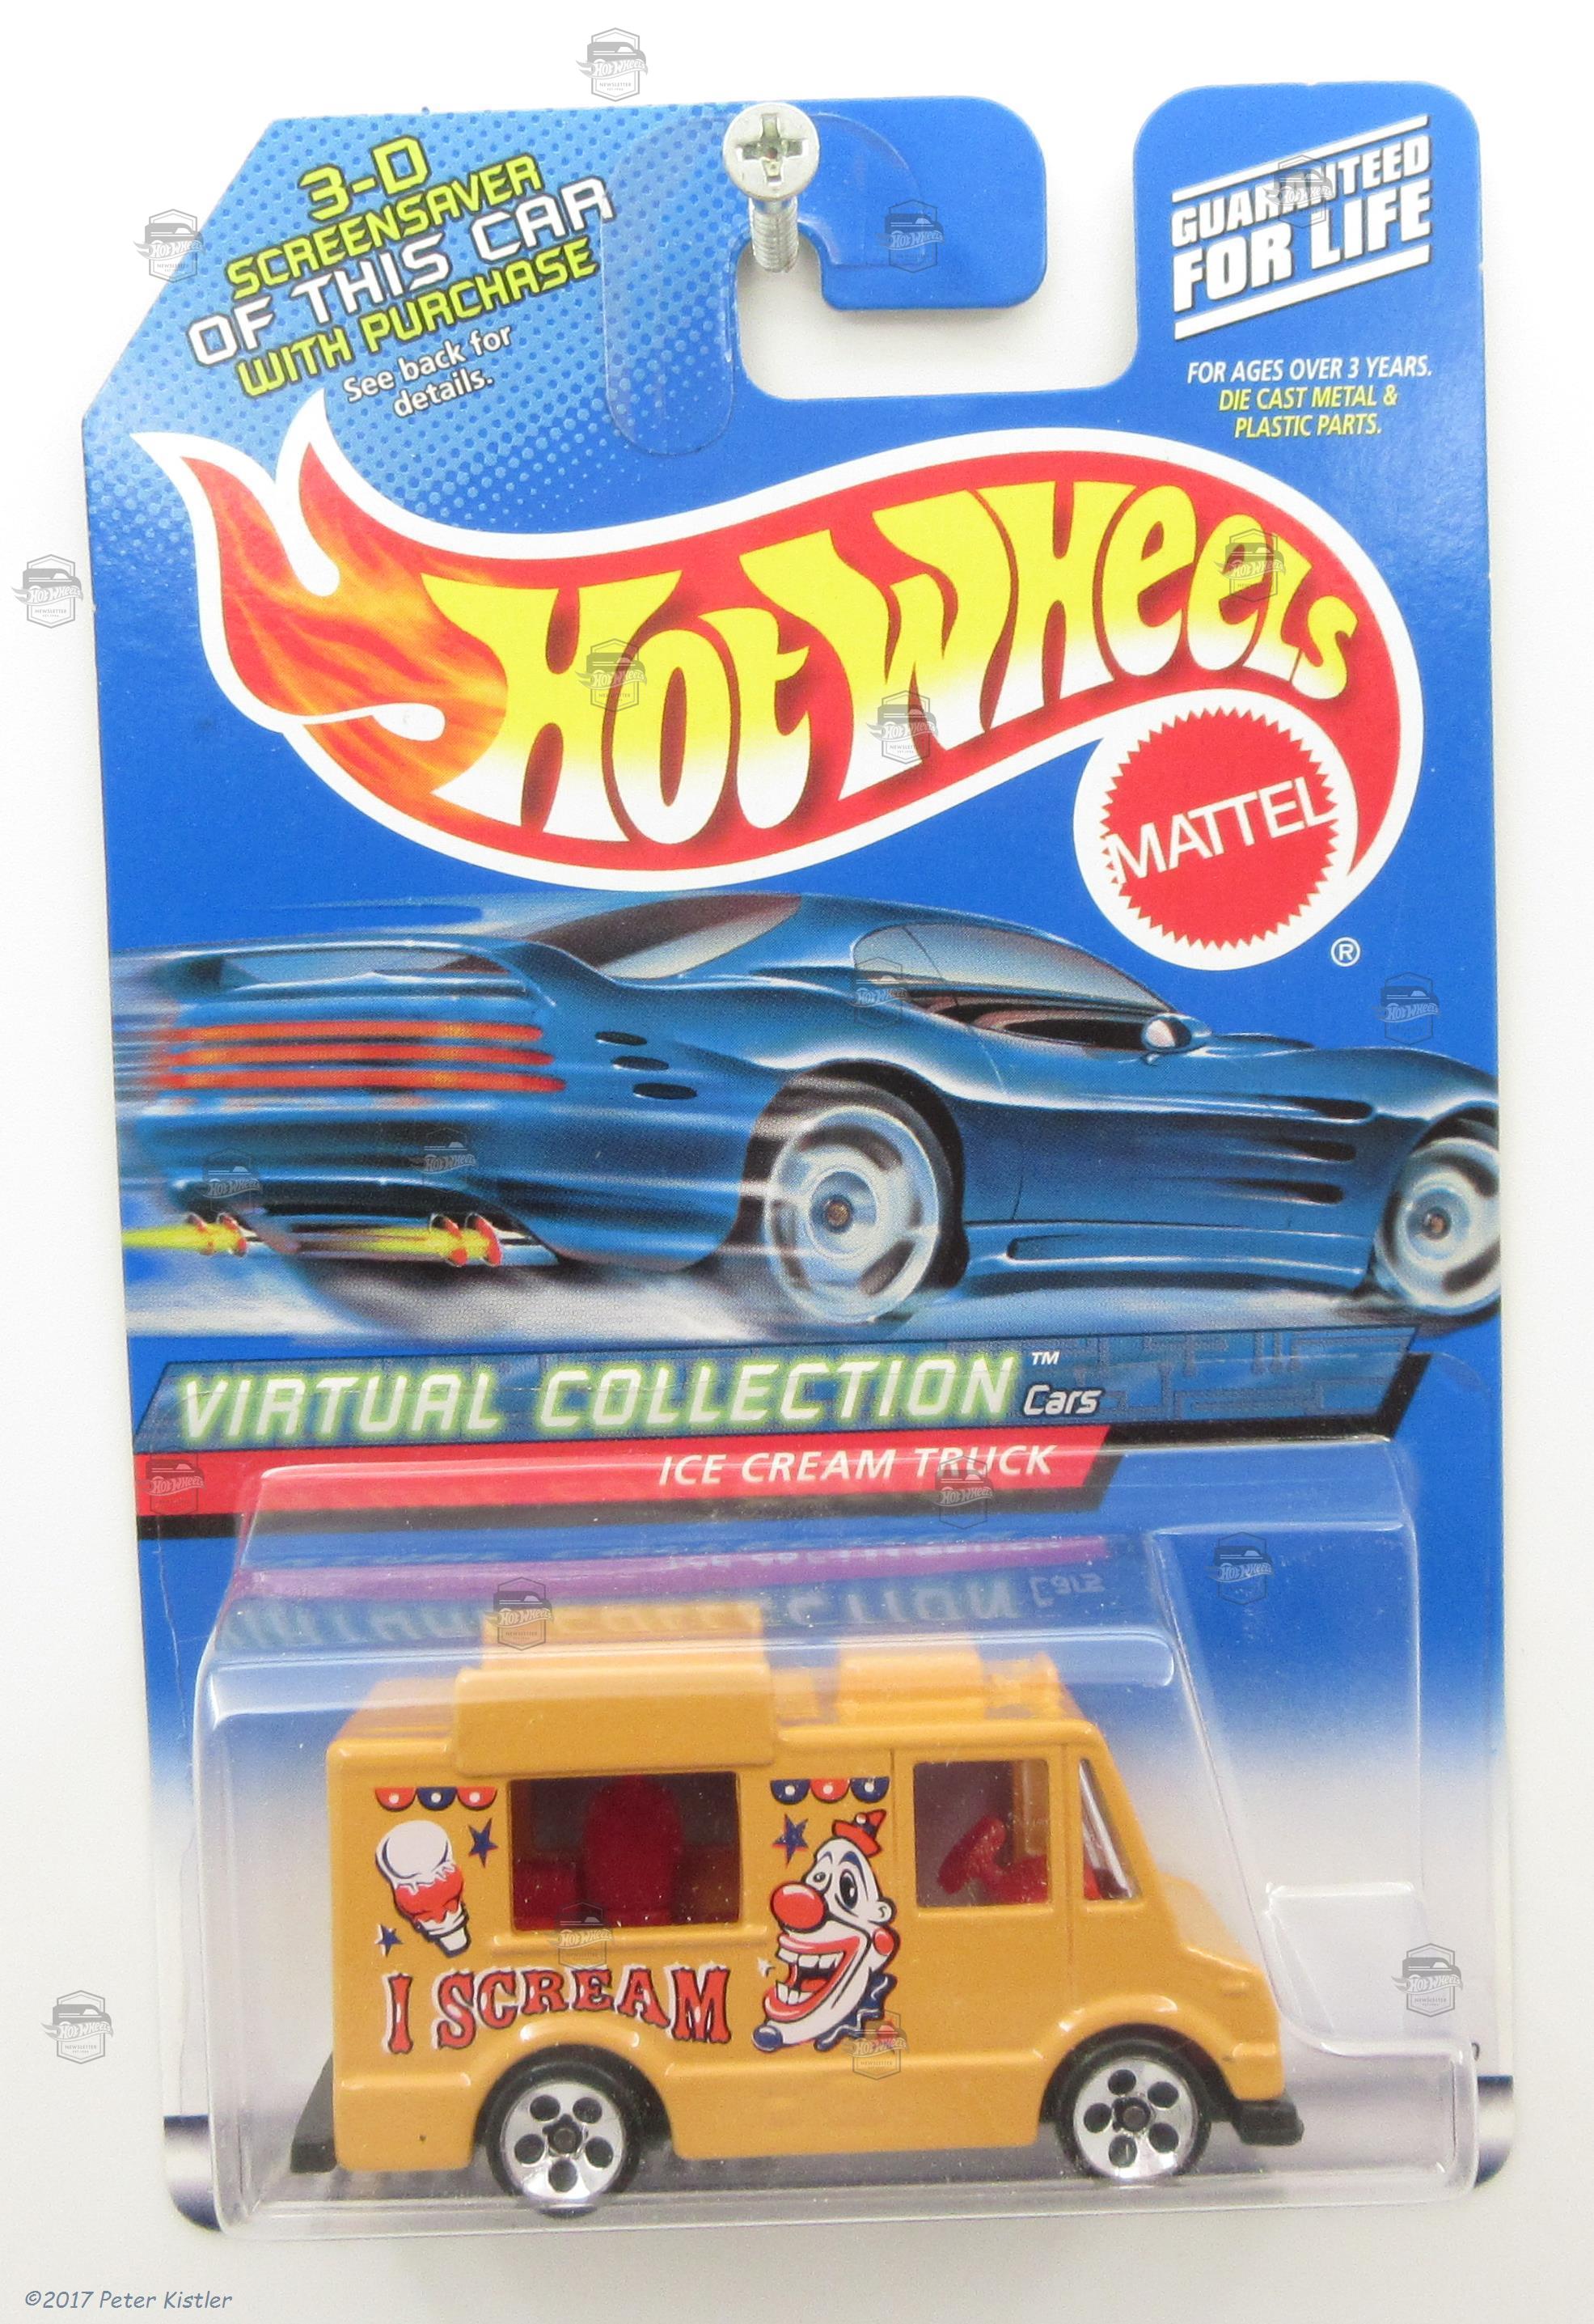 3-D
SCREENSAVER
OF THIS CAR
WITH PURCHASE
See back for
details.
GUARANTEED
FOR LIFE
FOR AGES OVER 3 YEARS.
DIE CAST METAL &
PLASTIC PARTS.
HOT WHEELS
MATTEL
®
VIRTUAL COLLECTION™
Cars
ICE CREAM TRUCK
I SCREAM
©2017 Peter Kistler